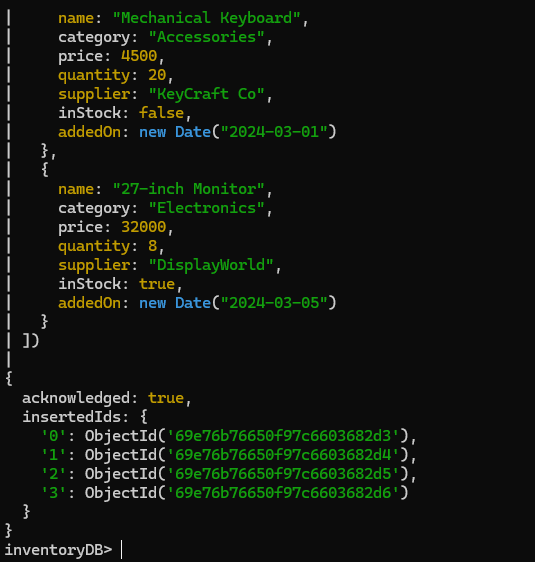 |     name: "Mechanical Keyboard",
|     category: "Accessories",
|     price: 4500,
|     quantity: 20,
|     supplier: "KeyCraft Co",
|     inStock: false,
|     addedOn: new Date("2024-03-01")
|   },
|   {
|     name: "27-inch Monitor",
|     category: "Electronics",
|     price: 32000,
|     quantity: 8,
|     supplier: "DisplayWorld",
|     inStock: true,
|     addedOn: new Date("2024-03-05")
|   }
| ])
|
{
  acknowledged: true,
  insertedIds: {
    '0': ObjectId('69e76b76650f97c6603682d3'),
    '1': ObjectId('69e76b76650f97c6603682d4'),
    '2': ObjectId('69e76b76650f97c6603682d5'),
    '3': ObjectId('69e76b76650f97c6603682d6')
  }
}
inventoryDB>